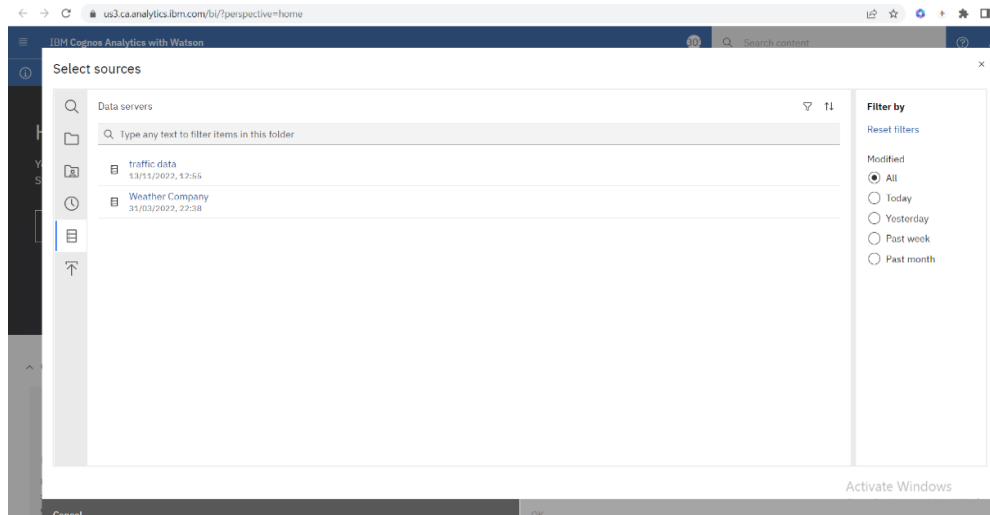 us3.ca.analytics.ibm.com/bi/?perspective=home
IBM Cognos Analytics with Watson
Search content
Select sources
Data servers
Type any text to filter items in this folder
traffic data
13/11/2022, 12:55
Weather Company
31/03/2022, 22:38
Filter by
Reset filters
Modified
All
Today
Yesterday
Past week
Past month
Activate Windows
Cancel
OK